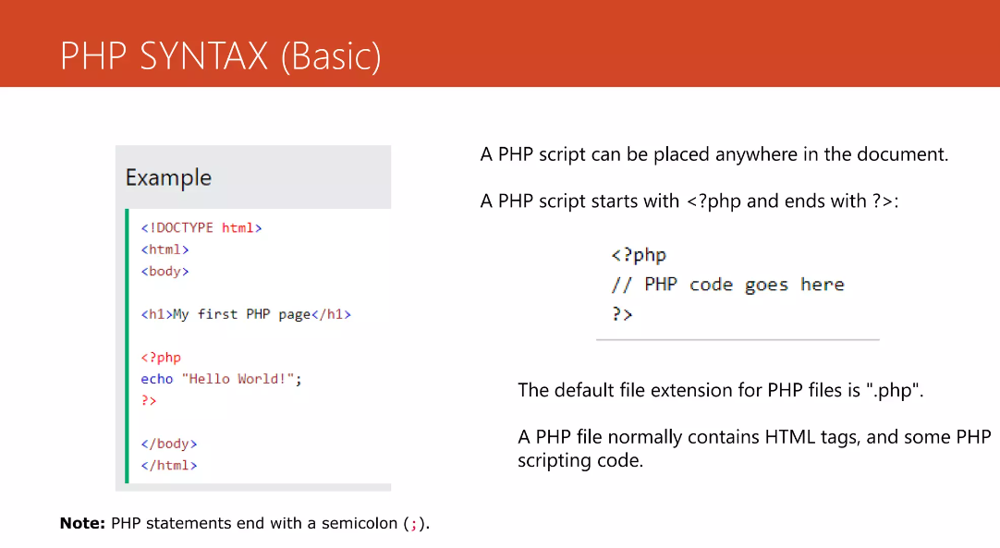 PHP SYNTAX (Basic)
Example
<!DOCTYPE html>
<html>
<body>
<h1>My first PHP page</h1>
<?php
echo "Hello World!";
?>
</body>
</html>
Note: PHP statements end with a semicolon (;).
A PHP script can be placed anywhere in the document.
A PHP script starts with <?php and ends with ?>:
<?php
// PHP code goes here
?>
The default file extension for PHP files is ".php".
A PHP file normally contains HTML tags, and some PHP
scripting code.